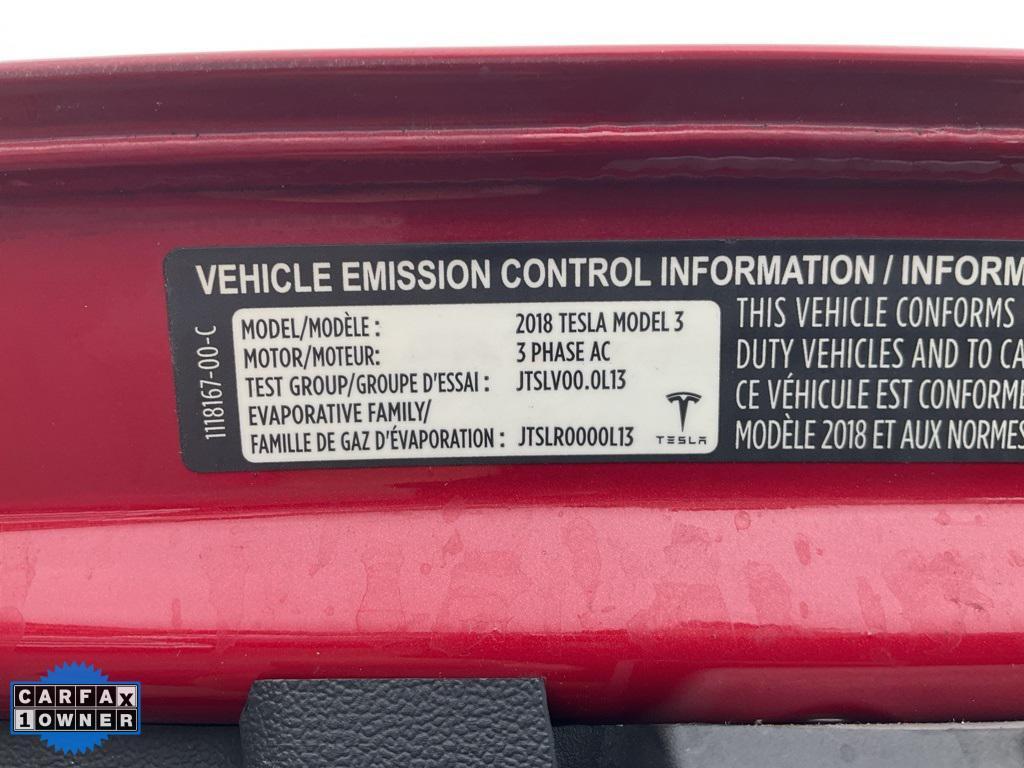 VEHICLE EMISSION CONTROL INFORMATION / INFORM
1118167-00-C
MODEL/MODÈLE : 2018 TESLA MODEL 3
MOTOR/MOTEUR: 3 PHASE AC
TEST GROUP/GROUPE D'ESSAI : JTSLV00.0L13
EVAPORATIVE FAMILY/
FAMILLE DE GAZ D'ÉVAPORATION : JTSLR0000L13
TESLA
THIS VEHICLE CONFORMS
DUTY VEHICLES AND TO CA
CE VÉHICULE EST CONFORME
MODÈLE 2018 ET AUX NORMES
CARFAX
1 OWNER